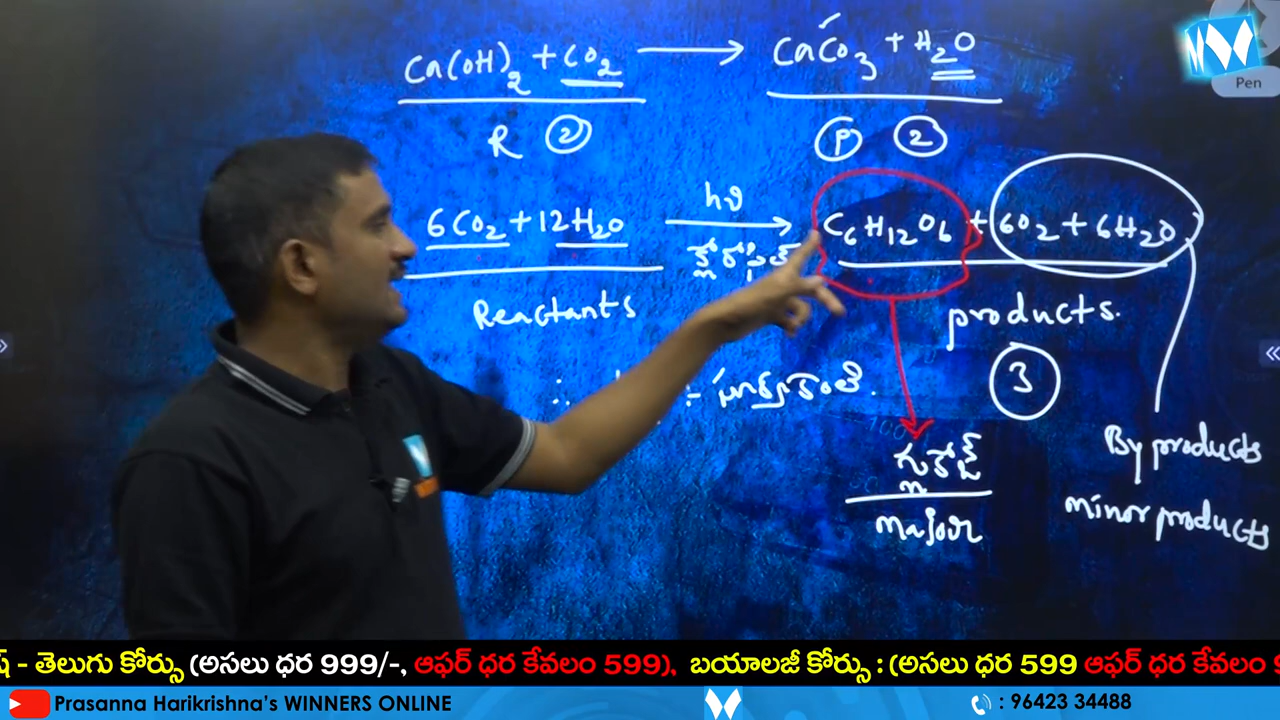 Ca(OH)₂ + CO₂ ⟶ CaCO₃ + H₂O
Pen
R ② Ⓟ ②
hϑ
6CO₂ + 12H₂O ⟶ C₆H₁₂O₆ + 6O₂ + 6H₂O
Reactants
products.
3
∴
గ్లూకోజ్
By products
major
minor products
- తెలుగు కోర్సు (అసలు ధర 999/-, ఆఫర్ ధర కేవలం 599), బయాలజీ కోర్సు : (అసలు ధర 599 ఆఫర్ ధర కేవలం
Prasanna Harikrishna's WINNERS ONLINE
W
: 96423 34488